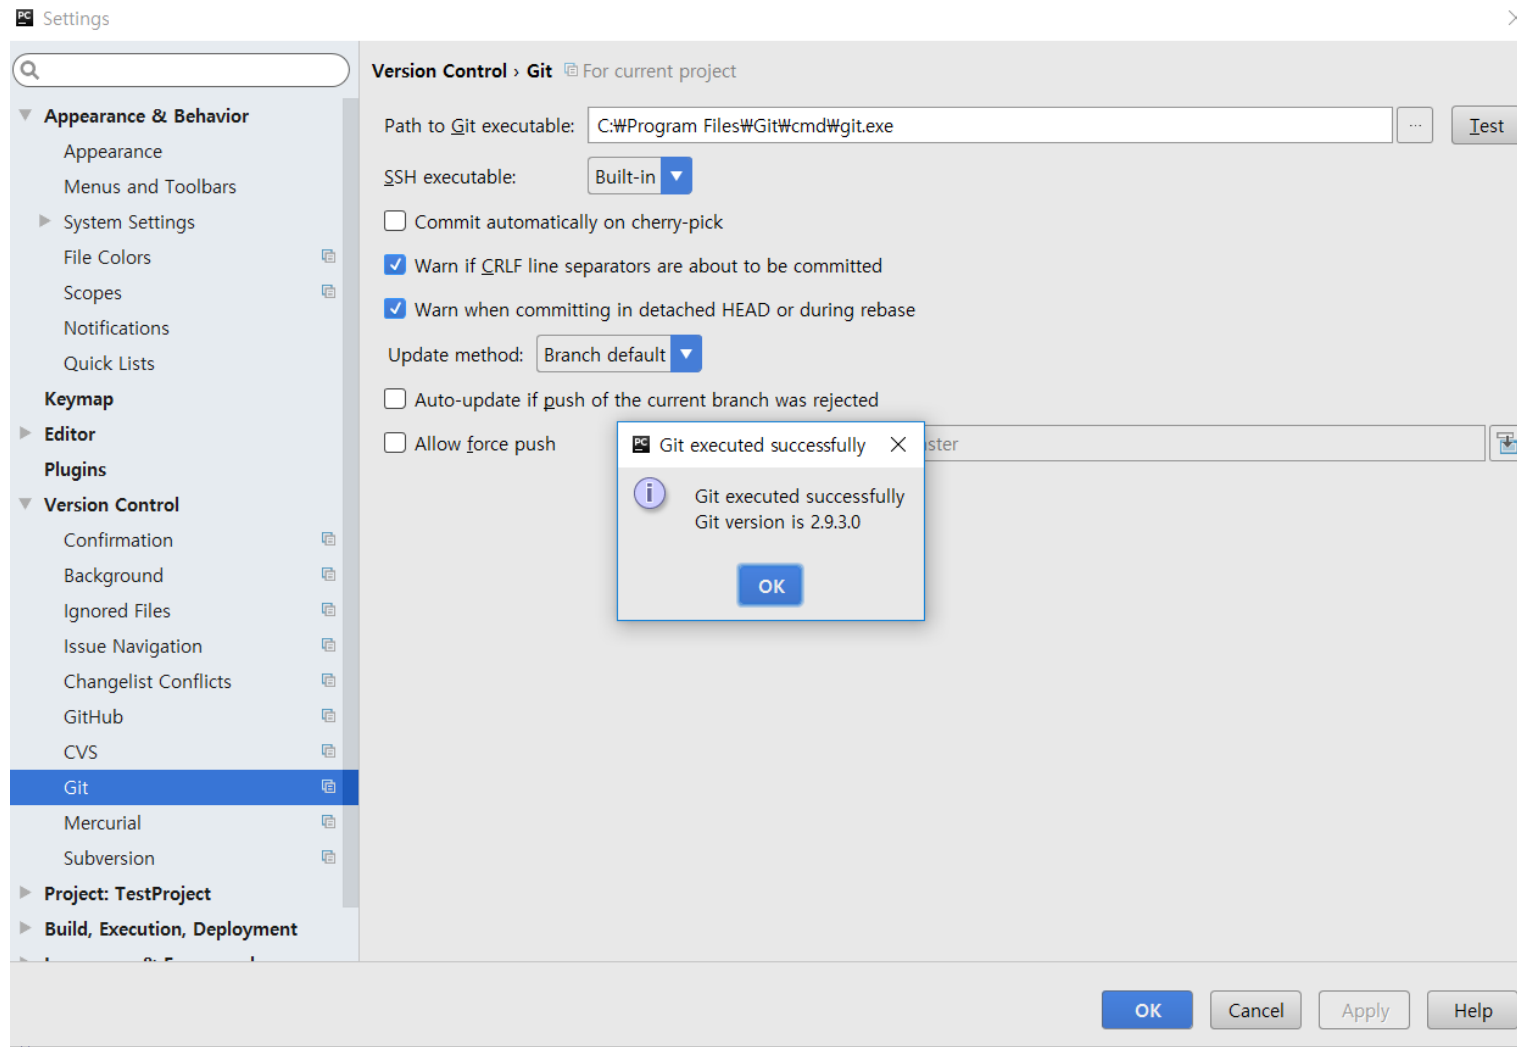 PC Settings
Appearance & Behavior
Appearance
Menus and Toolbars
System Settings
File Colors
Scopes
Notifications
Quick Lists
Keymap
Editor
Plugins
Version Control
Confirmation
Background
Ignored Files
Issue Navigation
Changelist Conflicts
GitHub
CVS
Git
Mercurial
Subversion
Project: TestProject
Build, Execution, Deployment
Version Control › Git For current project
Path to Git executable: C:₩Program Files₩Git₩cmd₩git.exe ... Test
SSH executable: Built-in
Commit automatically on cherry-pick
Warn if CRLF line separators are about to be committed
Warn when committing in detached HEAD or during rebase
Update method: Branch default
Auto-update if push of the current branch was rejected
Allow force push
PC Git executed successfully
Git executed successfully
Git version is 2.9.3.0
OK
OK Cancel Apply Help